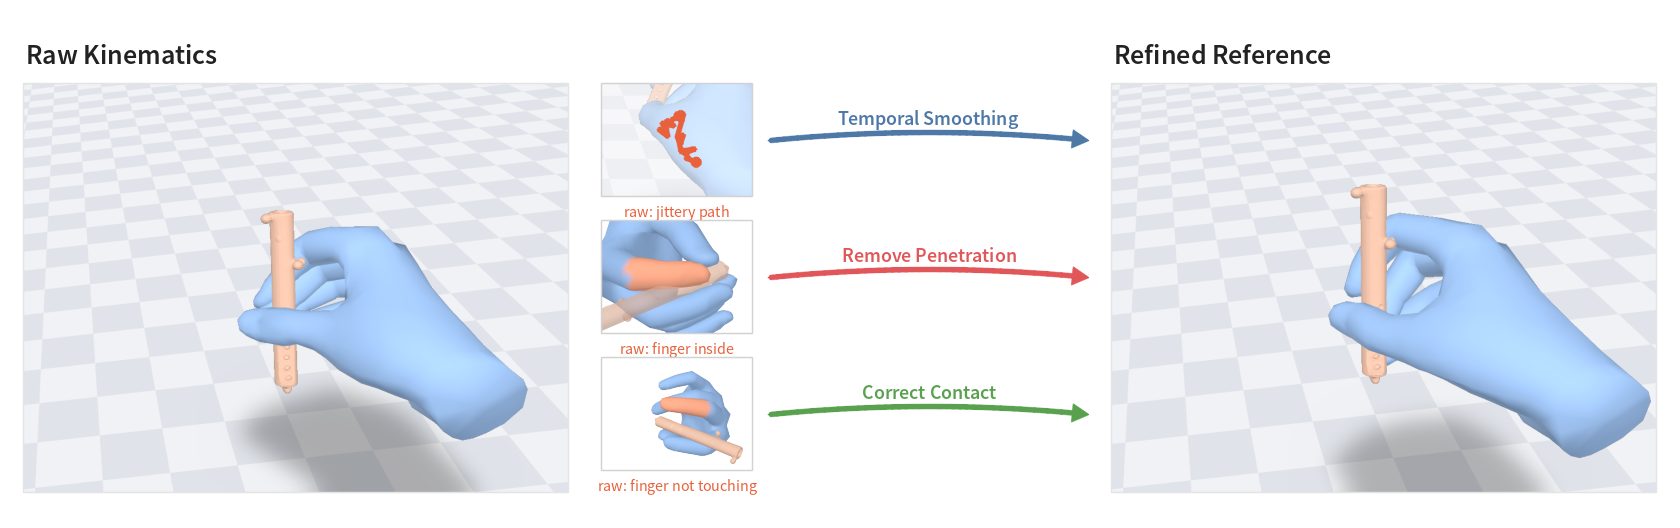 Raw Kinematics
Refined Reference
Temporal Smoothing
raw: jittery path
Remove Penetration
raw: finger inside
Correct Contact
raw: finger not touching